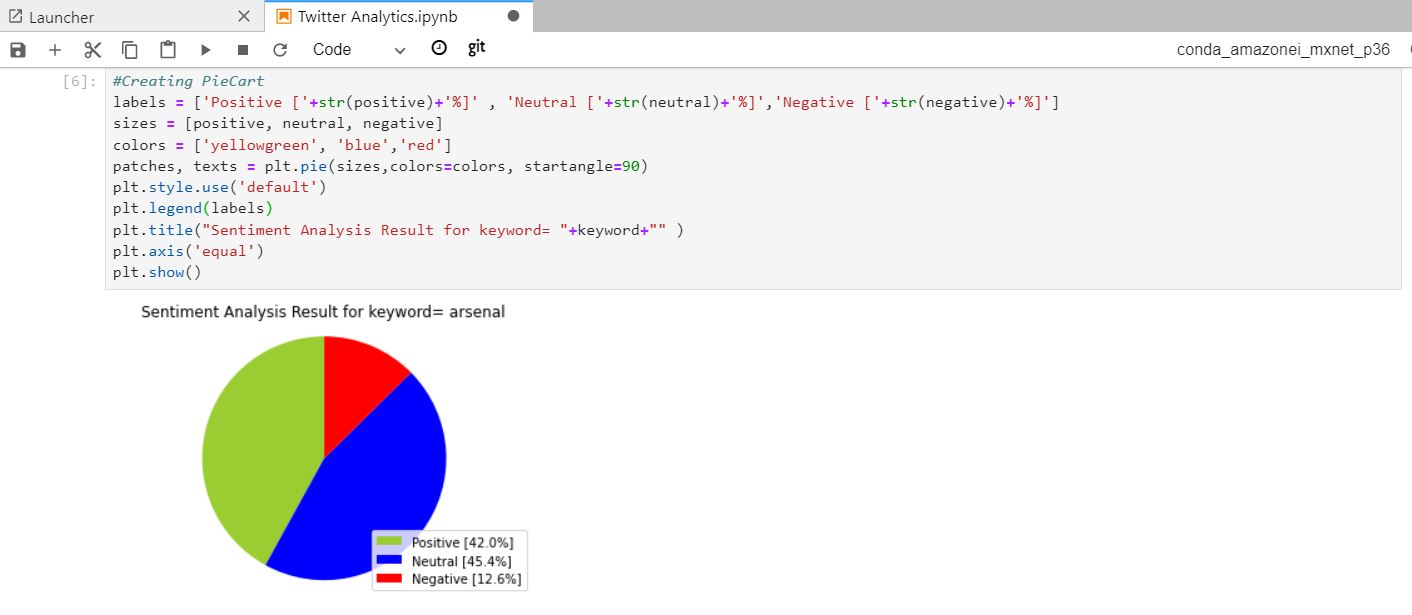 Launcher
Twitter Analytics.ipynb
Code
git
conda_amazonei_mxnet_p36
[6]:
#Creating PieCart
labels = ['Positive ['+str(positive)+'%]' , 'Neutral ['+str(neutral)+'%]','Negative ['+str(negative)+'%]']
sizes = [positive, neutral, negative]
colors = ['yellowgreen', 'blue','red']
patches, texts = plt.pie(sizes,colors=colors, startangle=90)
plt.style.use('default')
plt.legend(labels)
plt.title("Sentiment Analysis Result for keyword= "+keyword+"" )
plt.axis('equal')
plt.show()
Sentiment Analysis Result for keyword= arsenal
Positive [42.0%]
Neutral [45.4%]
Negative [12.6%]